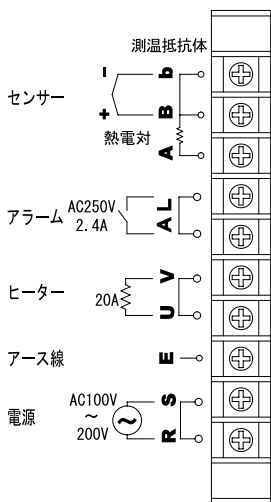 測温抵抗体
センサー
－
b
＋
B
熱電対
A
アラーム
AC250V
2.4A
L
A
ヒーター
20A
V
U
アース線
E
電源
AC100V
～
200V
S
R